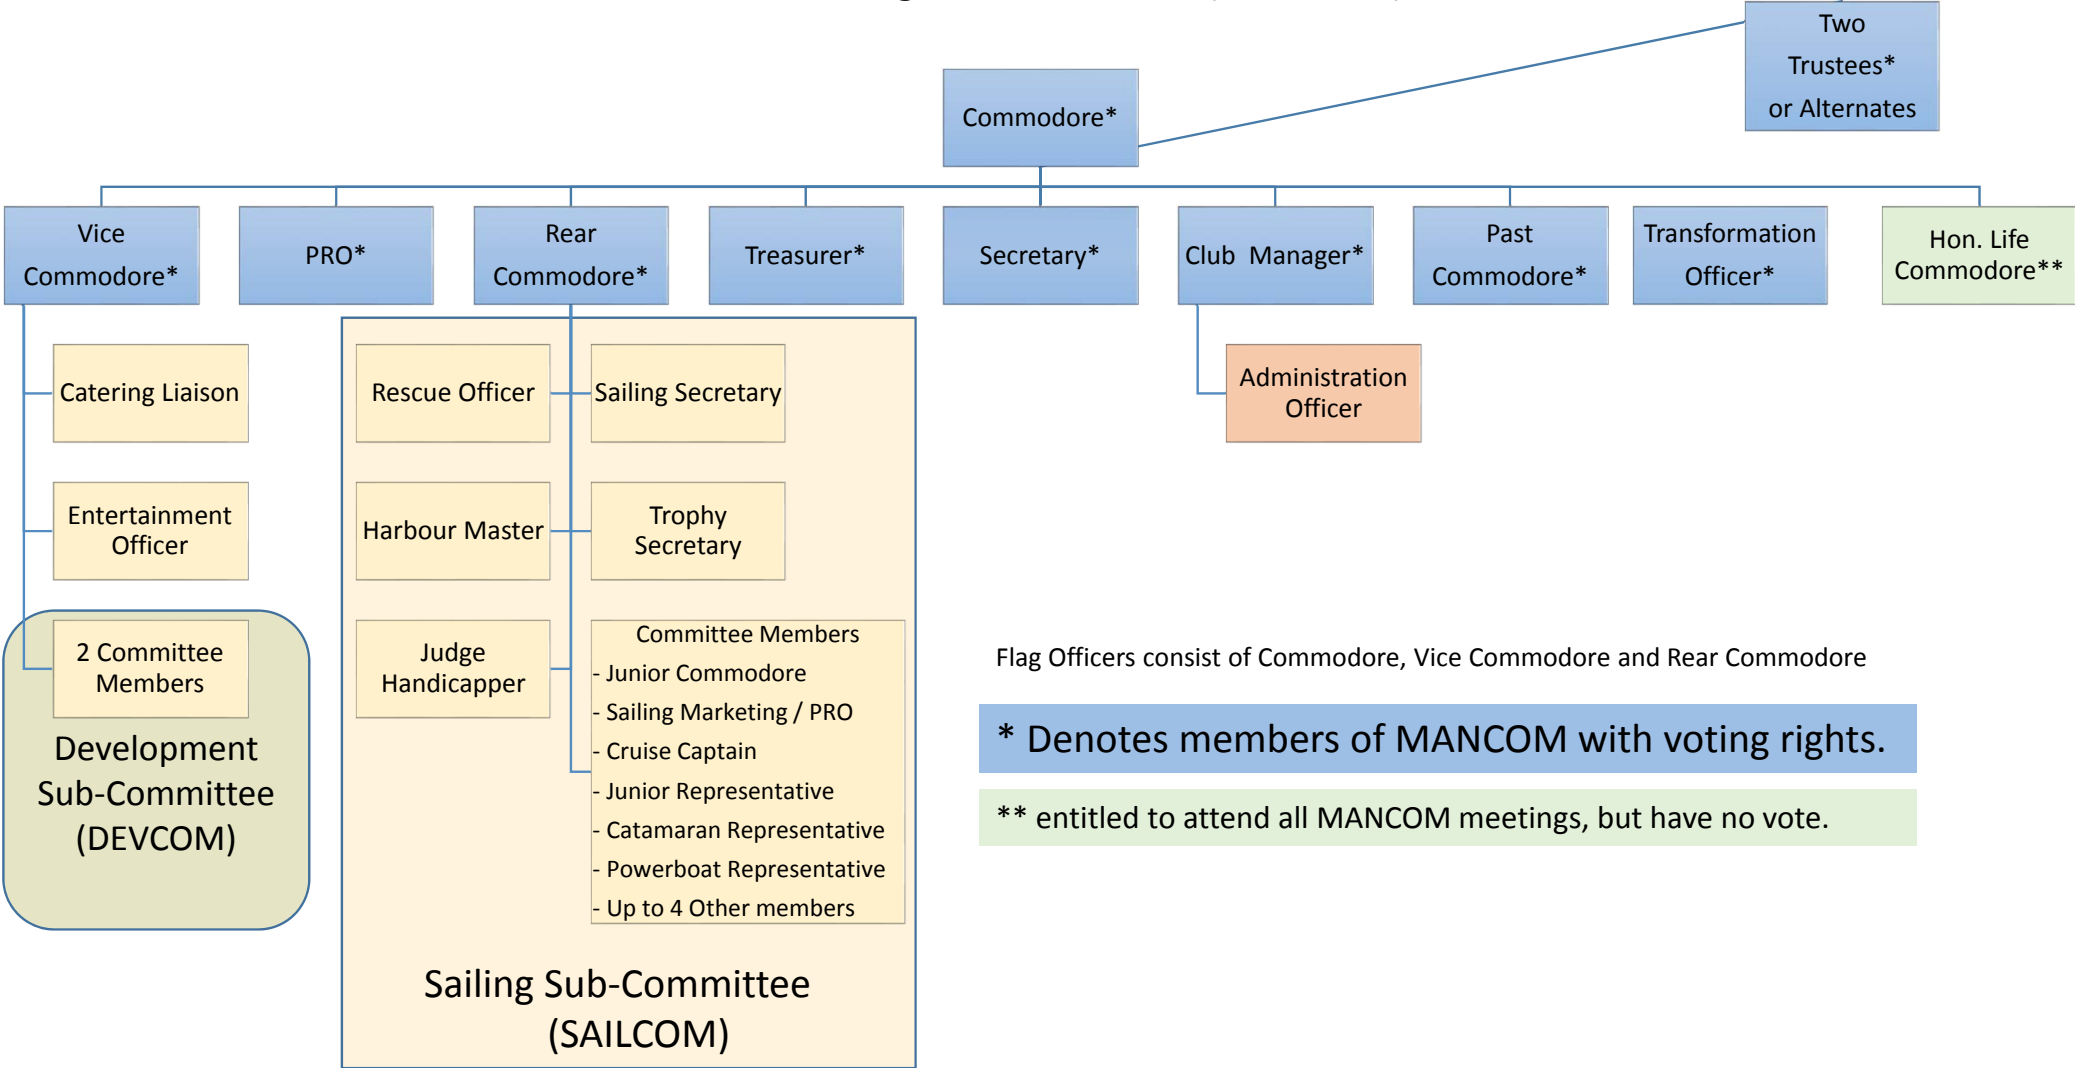 Two
Trustees*
or Alternates
Commodore*
Vice
Commodore*
PRO*
Rear
Commodore*
Treasurer*
Secretary*
Club  Manager*
Past
Commodore*
Transformation
Officer*
Hon. Life
Commodore**
Catering Liaison
Rescue Officer
Sailing Secretary
Administration
Officer
Entertainment
Officer
Harbour Master
Trophy
Secretary
2 Committee
Members
Judge
Handicapper
Committee Members
- Junior Commodore
- Sailing Marketing / PRO
- Cruise Captain
- Junior Representative
- Catamaran Representative
- Powerboat Representative
- Up to 4 Other members
Development
Sub-Committee
(DEVCOM)
Sailing Sub-Committee
(SAILCOM)
Flag Officers consist of Commodore, Vice Commodore and Rear Commodore
* Denotes members of MANCOM with voting rights.
** entitled to attend all MANCOM meetings, but have no vote.